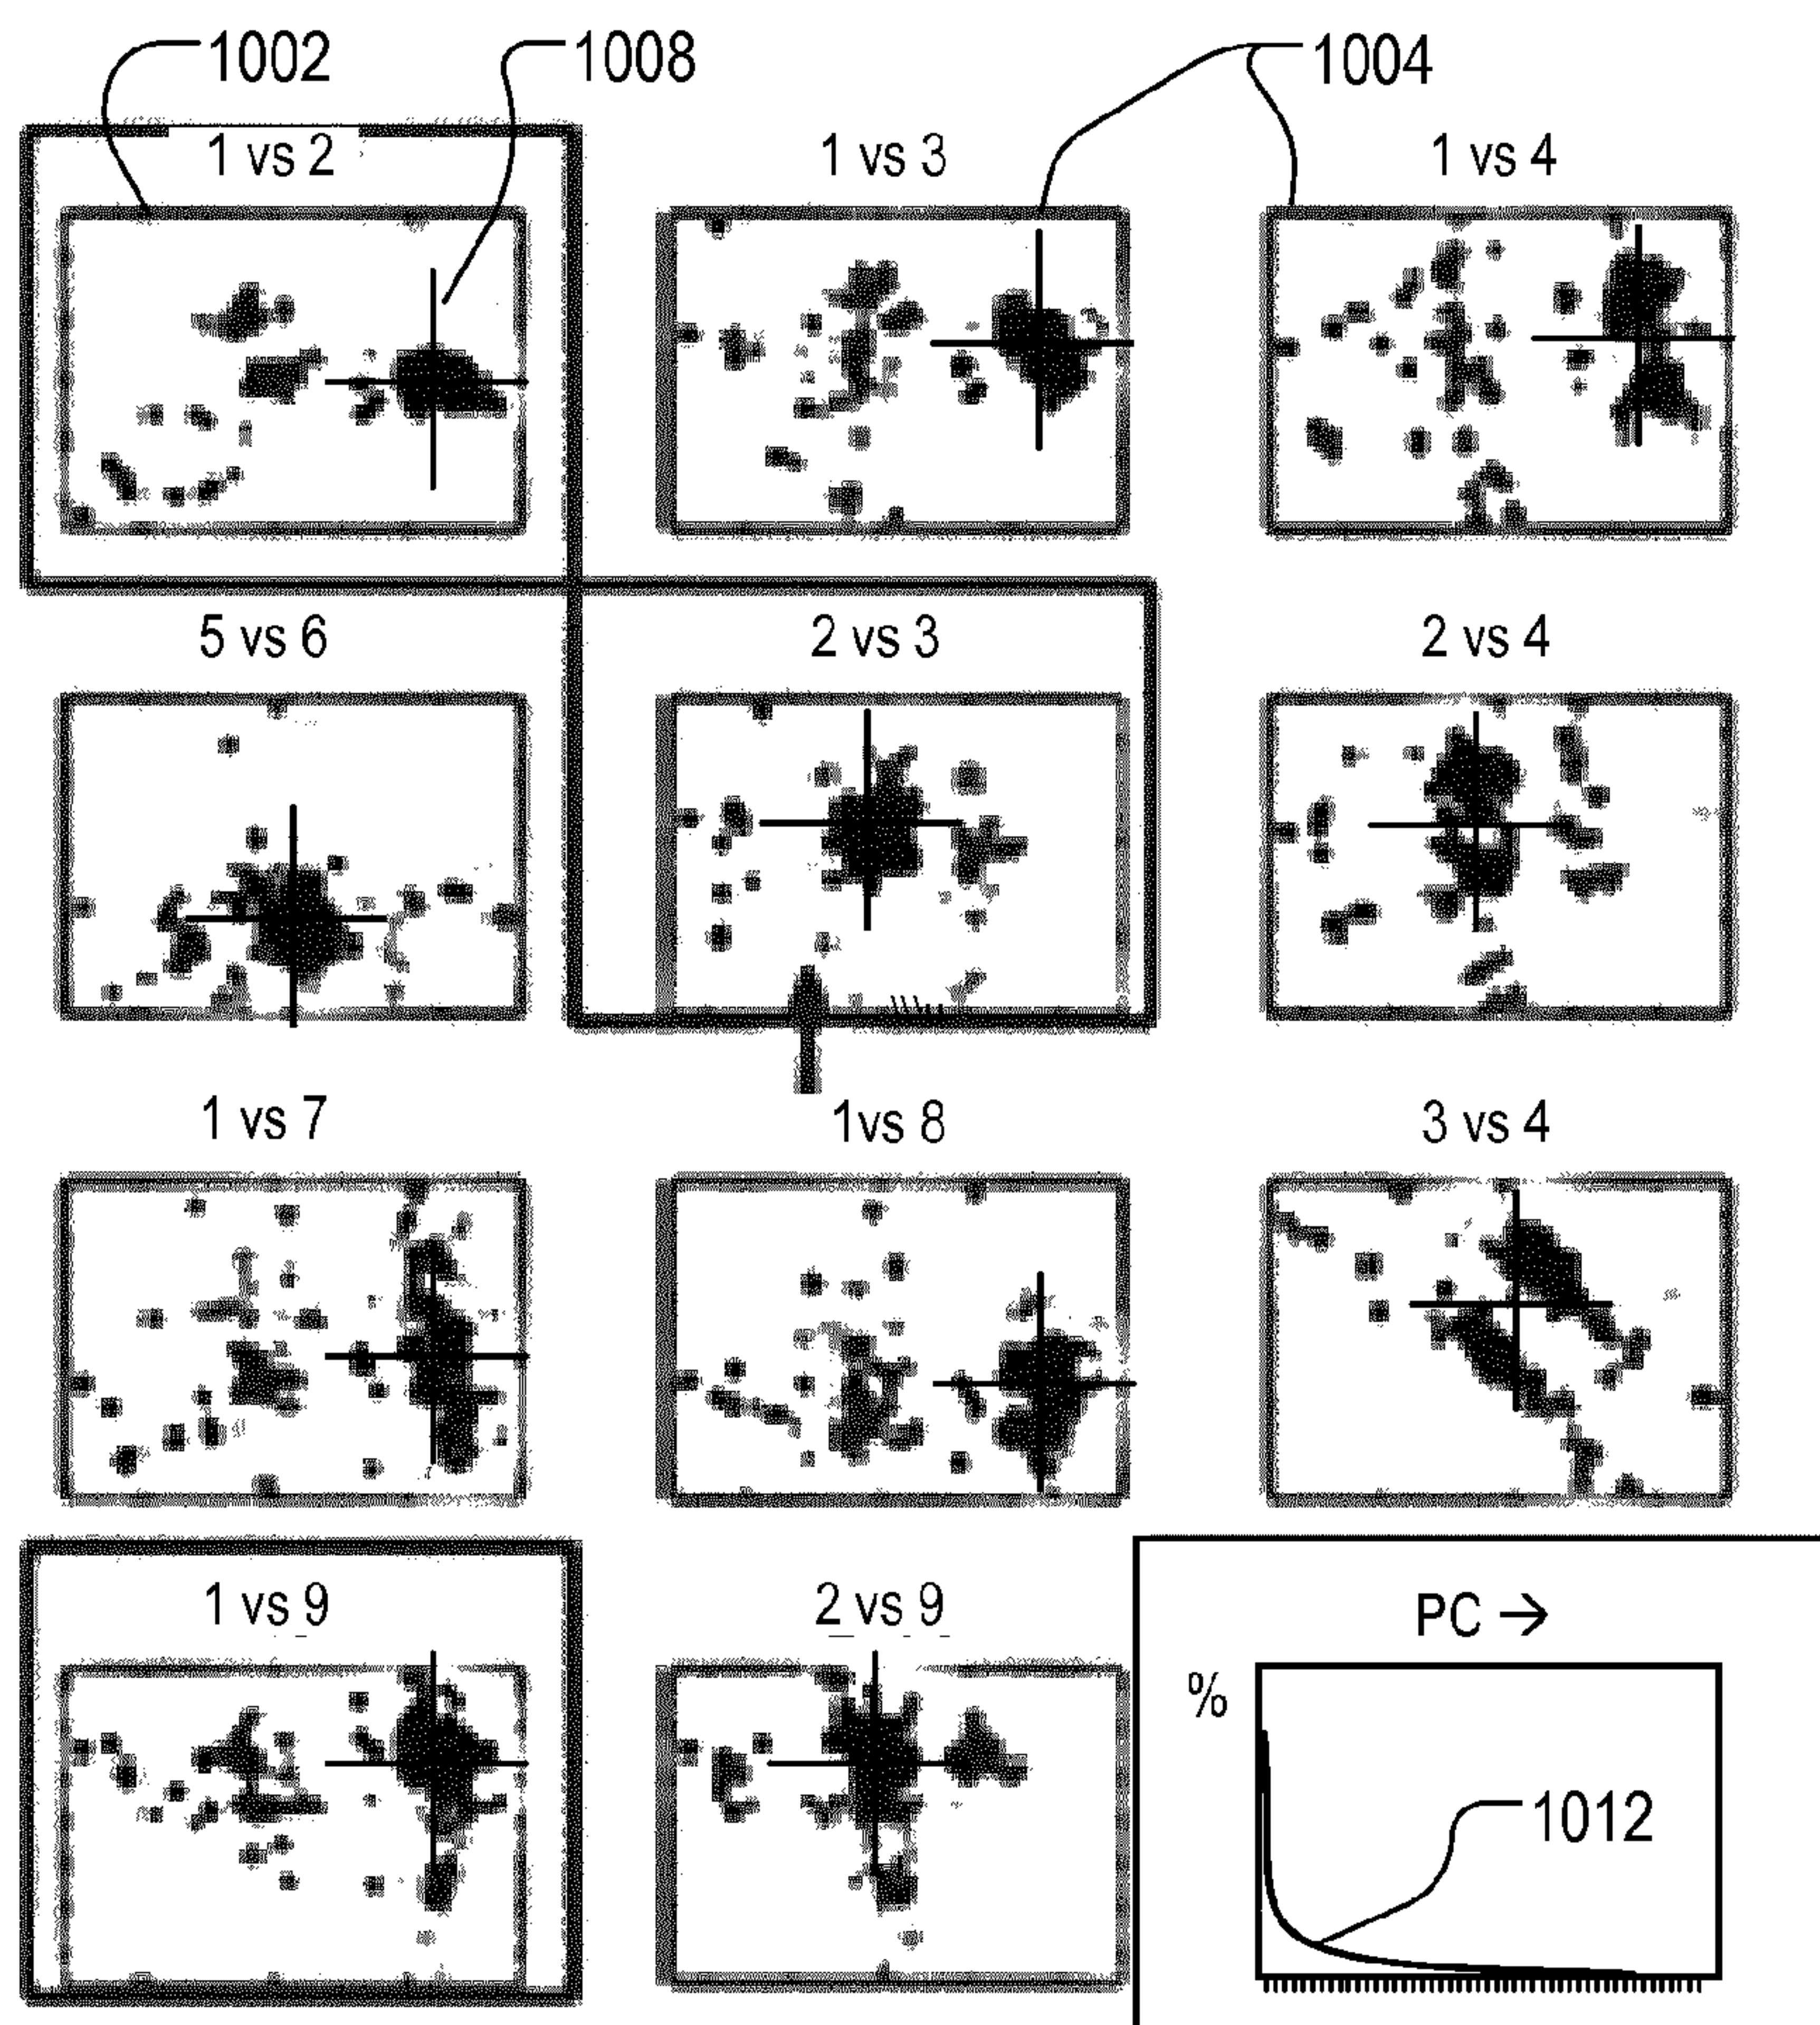 1002
1008
1004
1 vs 2
1 vs 3
1 vs 4
5 vs 6
2 vs 3
2 vs 4
1 vs 7
1vs 8
3 vs 4
1 vs 9
2 vs 9
PC →
%
1012